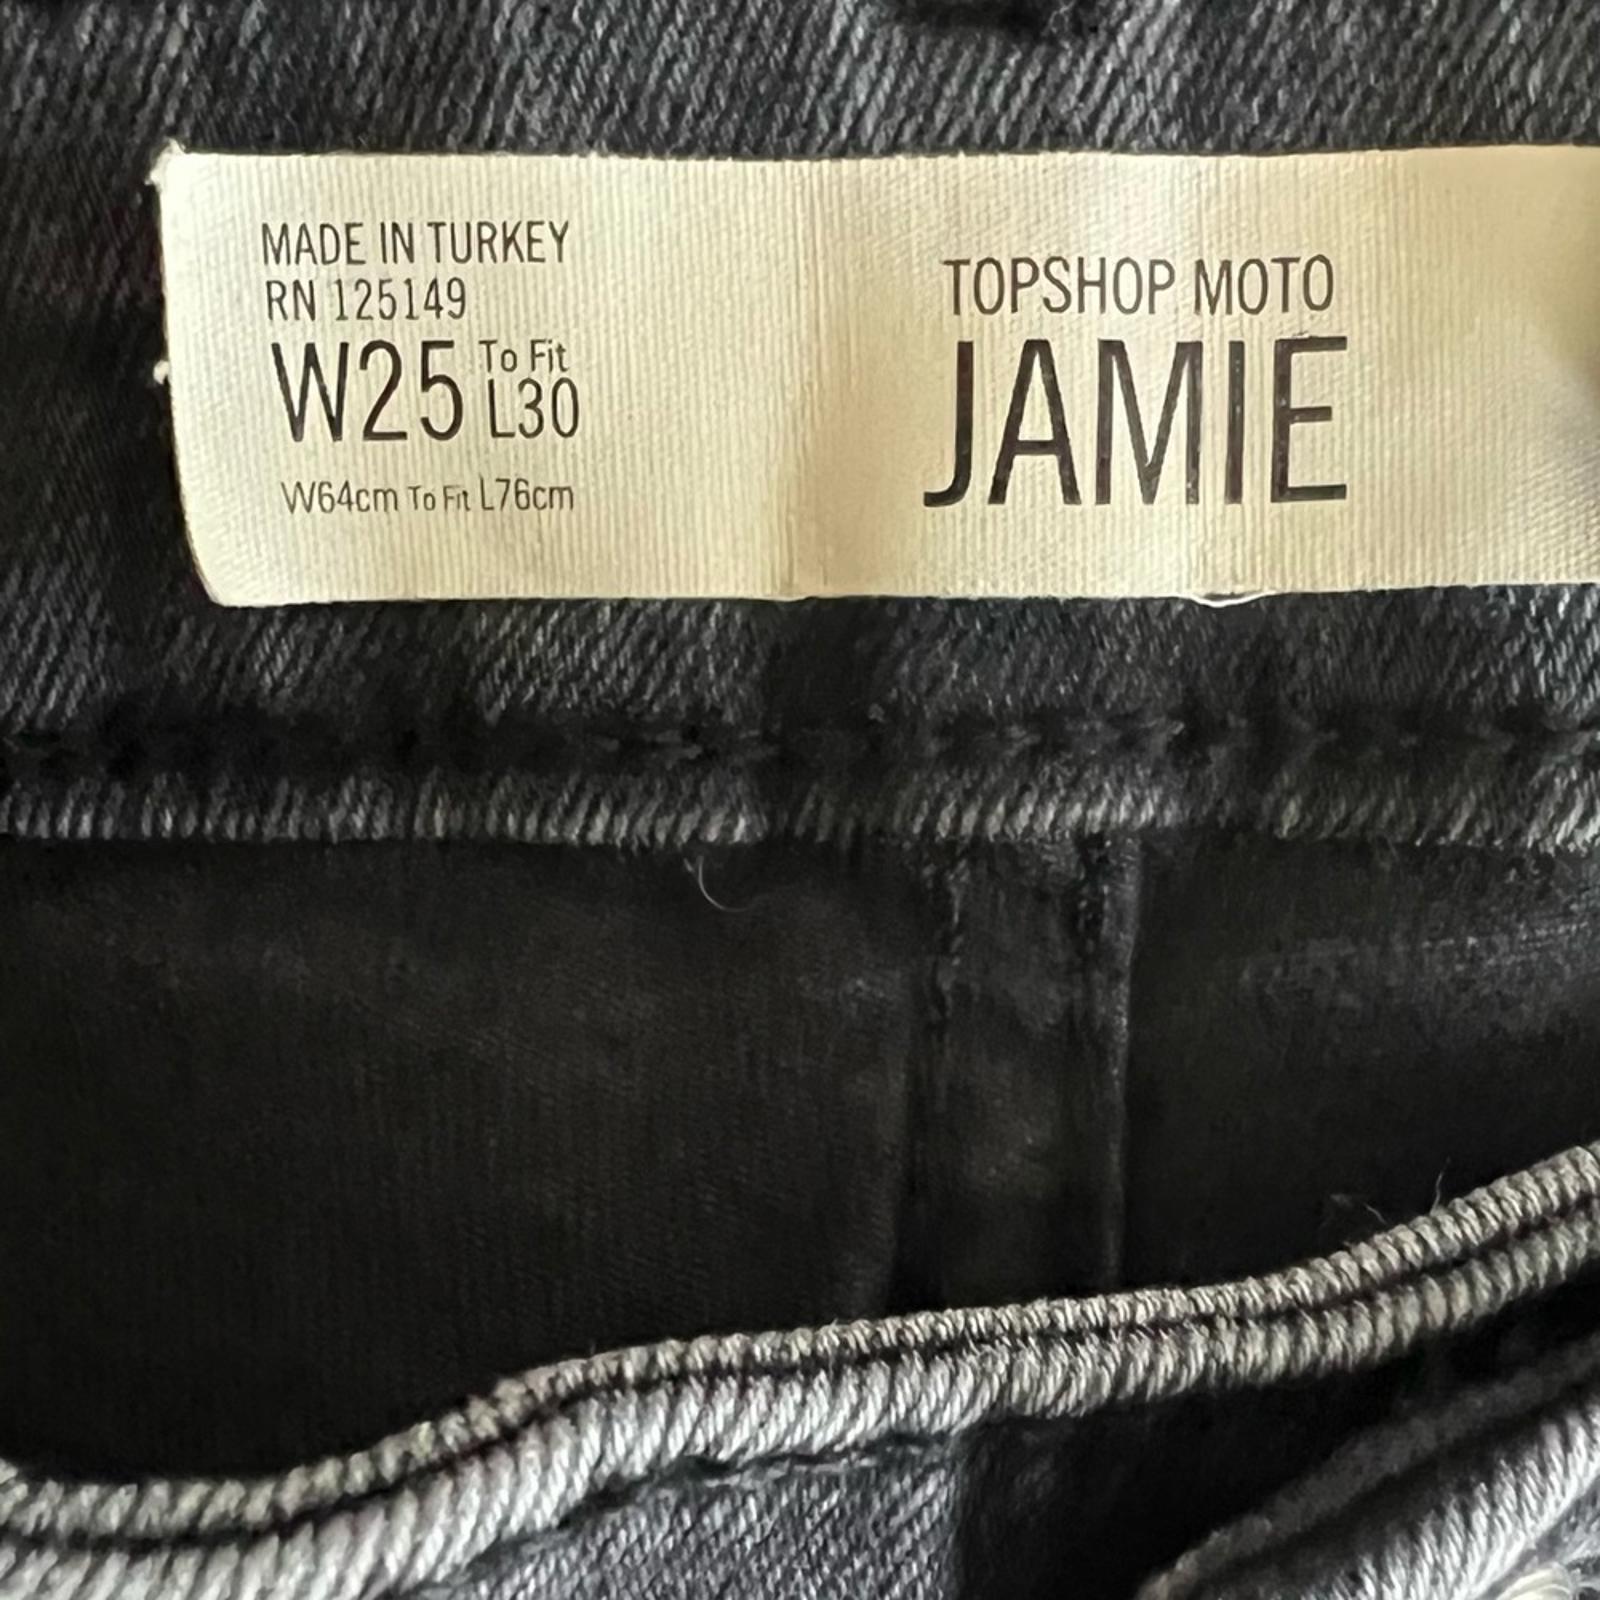 MADE IN TURKEY
RN 125149
W25 To Fit L30
W64cm To Fit L76cm
TOPSHOP MOTO
JAMIE